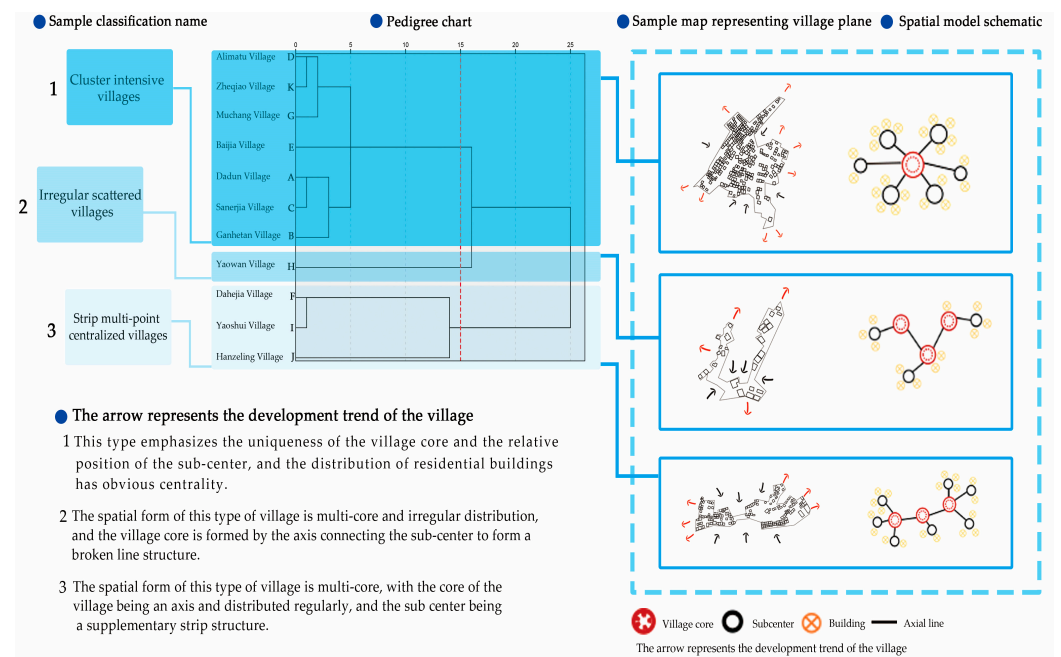 Sample classification name
Pedigree chart
Sample map representing village plane
Spatial model schematic
0
5
10
15
20
25
1
Cluster intensive
villages
2
Irregular scattered
villages
3
Strip multi-point
centralized villages
Alimatu Village D
Zheqiao Village K
Muchang Village G
Baijia Village E
Dadun Village A
Sanerjia Village C
Ganhetan Village B
Yaowan Village H
Dahejia Village F
Yaoshui Village I
Hanzeling Village J
The arrow represents the development trend of the village
1 This type emphasizes the uniqueness of the village core and the relative
position of the sub-center, and the distribution of residential buildings
has obvious centrality.
2 The spatial form of this type of village is multi-core and irregular distribution,
and the village core is formed by the axis connecting the sub-center to form a
broken line structure.
3 The spatial form of this type of village is multi-core, with the core of the
village being an axis and distributed regularly, and the sub center being
a supplementary strip structure.
Village core
Subcenter
Building
Axial line
The arrow represents the development trend of the village